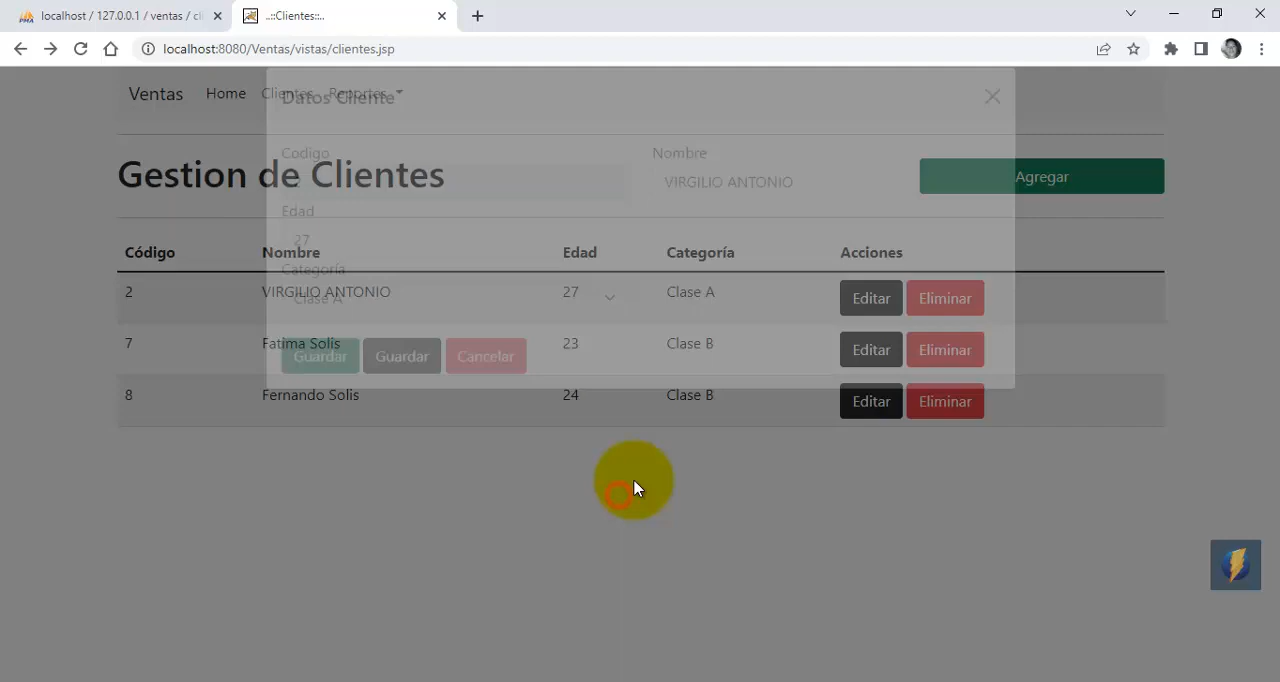 localhost / 127.0.0.1 / ventas / cli
..::Clientes::..
localhost:8080/Ventas/vistas/clientes.jsp
Ventas Home Clientes Reportes
Datos Cliente
Codigo Nombre
2 VIRGILIO ANTONIO
Gestion de Clientes Agregar
Edad
27
Código Nombre Edad Categoría Acciones
Categoría
Clase A
2 VIRGILIO ANTONIO 27 Clase A Editar Eliminar
7 Fatima Solis 23 Clase B Editar Eliminar
Guardar Guardar Cancelar
8 Fernando Solis 24 Clase B Editar Eliminar